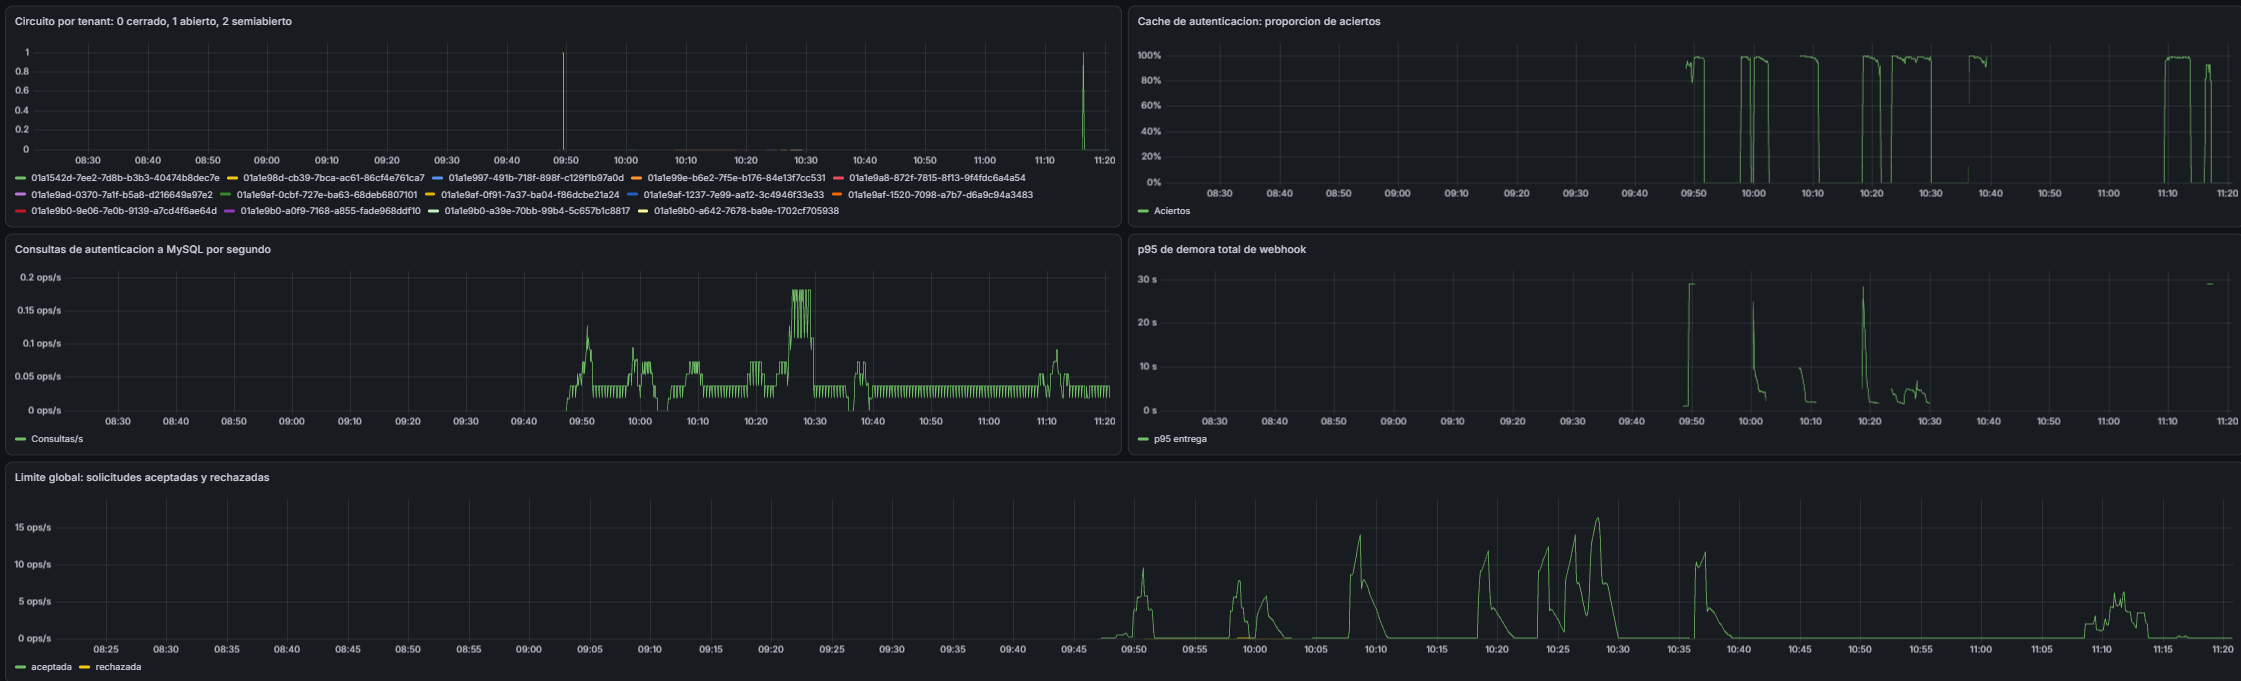 Circuito por tenant: 0 cerrado, 1 abierto, 2 semiabierto
1
0.8
0.6
0.4
0.2
0
08:30 08:40 08:50 09:00 09:10 09:20 09:30 09:40 09:50 10:00 10:10 10:20 10:30 10:40 10:50 11:00 11:10 11:20
01a1542d-7ee2-7d8b-b3b3-40474b8dec7e 01a1e98d-cb39-7bca-ac61-86cf4e761ca7 01a1e997-491b-718f-898f-c129f1b97a0d 01a1e99e-b6e2-7f5e-b176-84e13f7cc531 01a1e9a8-872f-7815-8f13-9f4fdc6a4a54
01a1e9ad-0370-7a1f-b5a8-d216649a97e2 01a1e9af-0cbf-727e-ba63-68deb6807101 01a1e9af-0f91-7a37-ba04-f86dcbe21a24 01a1e9af-1237-7e99-aa12-3c4946f33e33 01a1e9af-1520-7098-a7b7-d6a9c94a3483
01a1e9b0-9e06-7e0b-9139-a7cd4f6ae64d 01a1e9b0-a0f9-7168-a855-fade968ddf10 01a1e9b0-a39e-70bb-99b4-5c657b1c8817 01a1e9b0-a642-7678-ba9e-1702cf705938
Cache de autenticacion: proporcion de aciertos
100%
80%
60%
40%
20%
0%
08:30 08:40 08:50 09:00 09:10 09:20 09:30 09:40 09:50 10:00 10:10 10:20 10:30 10:40 10:50 11:00 11:10 11:20
Aciertos
Consultas de autenticacion a MySQL por segundo
0.2 ops/s
0.15 ops/s
0.1 ops/s
0.05 ops/s
0 ops/s
08:30 08:40 08:50 09:00 09:10 09:20 09:30 09:40 09:50 10:00 10:10 10:20 10:30 10:40 10:50 11:00 11:10 11:20
Consultas/s
p95 de demora total de webhook
30 s
20 s
10 s
0 s
08:30 08:40 08:50 09:00 09:10 09:20 09:30 09:40 09:50 10:00 10:10 10:20 10:30 10:40 10:50 11:00 11:10 11:20
p95 entrega
Limite global: solicitudes aceptadas y rechazadas
15 ops/s
10 ops/s
5 ops/s
0 ops/s
08:25 08:30 08:35 08:40 08:45 08:50 08:55 09:00 09:05 09:10 09:15 09:20 09:25 09:30 09:35 09:40 09:45 09:50 09:55 10:00 10:05 10:10 10:15 10:20 10:25 10:30 10:35 10:40 10:45 10:50 10:55 11:00 11:05 11:10 11:15 11:20
aceptada rechazada